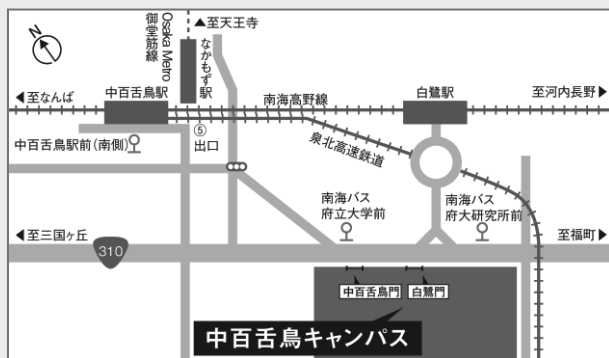 N
Osaka Metro
御堂筋線
なかもず駅
▲至天王寺
◀至なんば
中百舌鳥駅
南海高野線
白鷺駅
至河内長野▶
⑤
出口
中百舌鳥駅前(南側)
泉北高速鉄道
南海バス
府立大学前
南海バス
府大研究所前
◀至三国ヶ丘
310
至福町▶
中百舌鳥門
白鷺門
中百舌鳥キャンパス